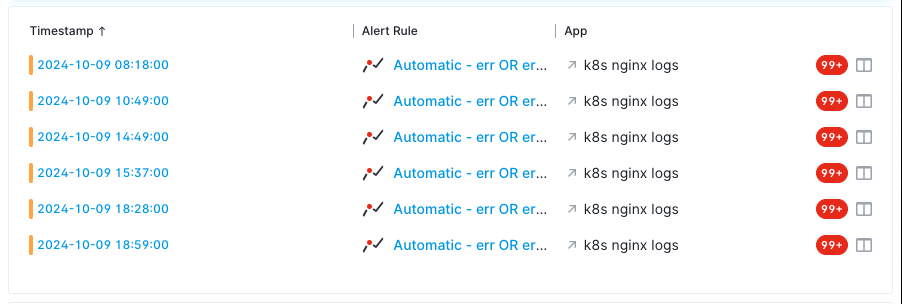 Timestamp ↑ Alert Rule App
2024-10-09 08:18:00 Automatic - err OR er... k8s nginx logs 99+
2024-10-09 10:49:00 Automatic - err OR er... k8s nginx logs 99+
2024-10-09 14:49:00 Automatic - err OR er... k8s nginx logs 99+
2024-10-09 15:37:00 Automatic - err OR er... k8s nginx logs 99+
2024-10-09 18:28:00 Automatic - err OR er... k8s nginx logs 99+
2024-10-09 18:59:00 Automatic - err OR er... k8s nginx logs 99+